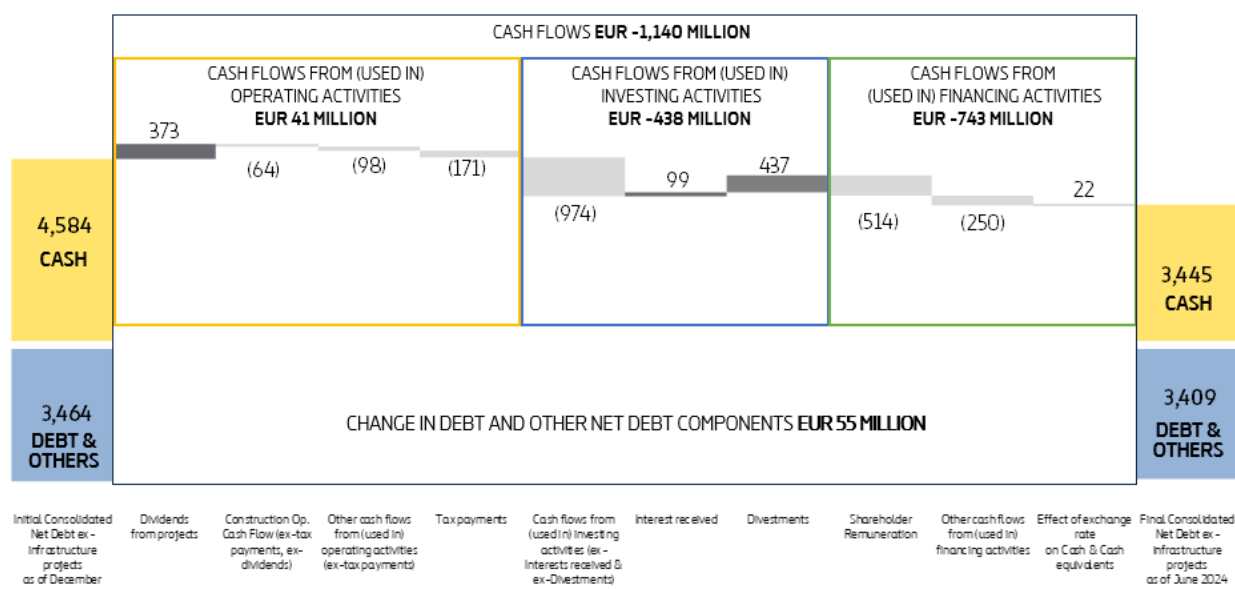 CASH FLOWS EUR -1,140 MILLION
CASH FLOWS FROM (USED IN)
OPERATING ACTIVITIES
EUR 41 MILLION
CASH FLOWS FROM (USED IN)
INVESTING ACTIVITIES
EUR -438 MILLION
CASH FLOWS FROM
(USED IN) FINANCING ACTIVITIES
EUR -743 MILLION
373
(64)
(98)
(171)
(974)
99
437
(514)
(250)
22
4,584
CASH
3,445
CASH
3,464
DEBT &
OTHERS
CHANGE IN DEBT AND OTHER NET DEBT COMPONENTS EUR 55 MILLION
3,409
DEBT &
OTHERS
Initial Consolidated
Net Debt ex-
infrastructure
projects
as of December
Dividends
from projects
Construction Op.
Cash Flow (ex-tax
payments, ex-
dividends)
Other cash flows
from (used in)
operating activities
(ex-tax payments)
Tax payments
Cash flows from
(used in) investing
activities (ex-
Interests received &
ex-Divestments)
Interest received
Divestments
Shareholder
Remuneration
Other cash flows
from (used in)
financing activities
Effect of exchange
rate
on Cash & Cash
equivalents
Final Consolidated
Net Debt ex-
infrastructure
projects
as of June 2024